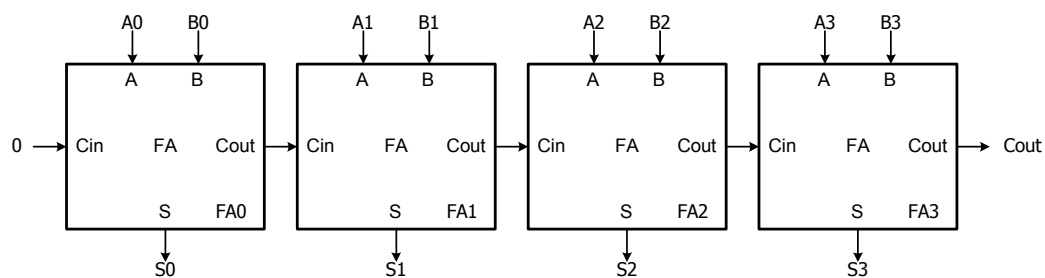 A0 B0 A1 B1 A2 B2 A3 B3
A B A B A B A B
0 Cin FA Cout Cin FA Cout Cin FA Cout Cin FA Cout Cout
S FA0 S FA1 S FA2 S FA3
S0 S1 S2 S3